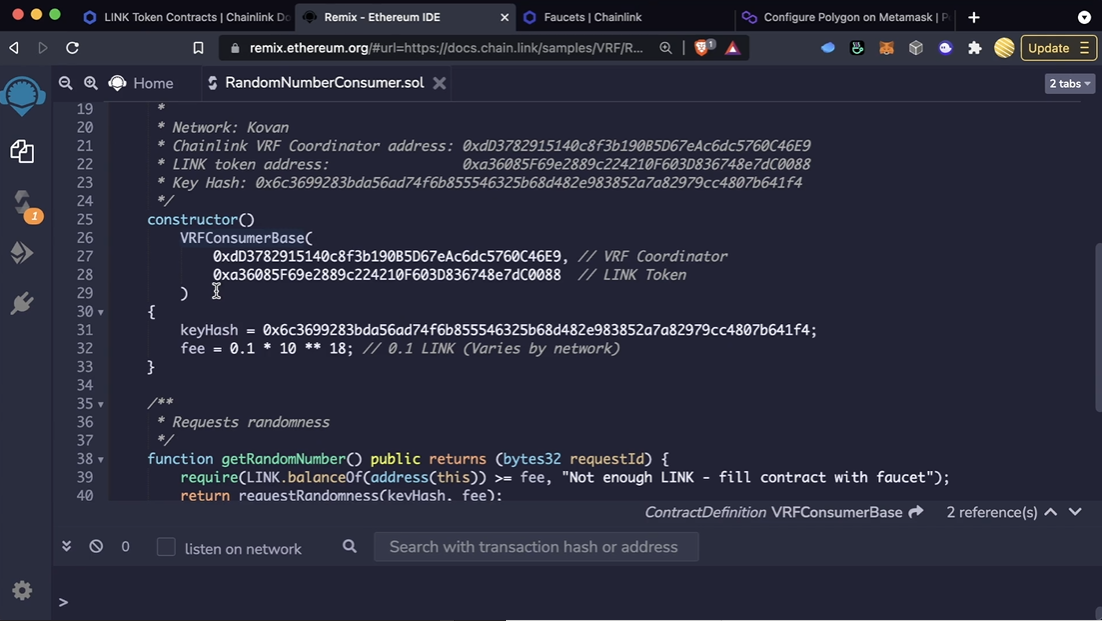 LINK Token Contracts | Chainlink Do
Remix - Ethereum IDE
Faucets | Chainlink
Configure Polygon on Metamask | P
remix.ethereum.org/#url=https://docs.chain.link/samples/VRF/R...
1
Update
Home
RandomNumberConsumer.sol
2 tabs
19 *
20 * Network: Kovan
21 * Chainlink VRF Coordinator address: 0xdD3782915140c8f3b190B5D67eAc6dc5760C46E9
22 * LINK token address: 0xa36085F69e2889c224210F603D836748e7dC0088
23 * Key Hash: 0x6c3699283bda56ad74f6b855546325b68d482e983852a7a82979cc4807b641f4
24 */
25 constructor()
26 VRFConsumerBase(
27 0xdD3782915140c8f3b190B5D67eAc6dc5760C46E9, // VRF Coordinator
28 0xa36085F69e2889c224210F603D836748e7dC0088 // LINK Token
29 )
30 {
31 keyHash = 0x6c3699283bda56ad74f6b855546325b68d482e983852a7a82979cc4807b641f4;
32 fee = 0.1 * 10 ** 18; // 0.1 LINK (Varies by network)
33 }
34
35 /**
36 * Requests randomness
37 */
38 function getRandomNumber() public returns (bytes32 requestId) {
39 require(LINK.balanceOf(address(this)) >= fee, "Not enough LINK - fill contract with faucet");
40 return requestRandomness(keyHash, fee);
1
ContractDefinition VRFConsumerBase 2 reference(s)
0 listen on network Search with transaction hash or address
>